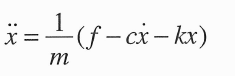 ẍ = 1/m (f − cẋ − kx)